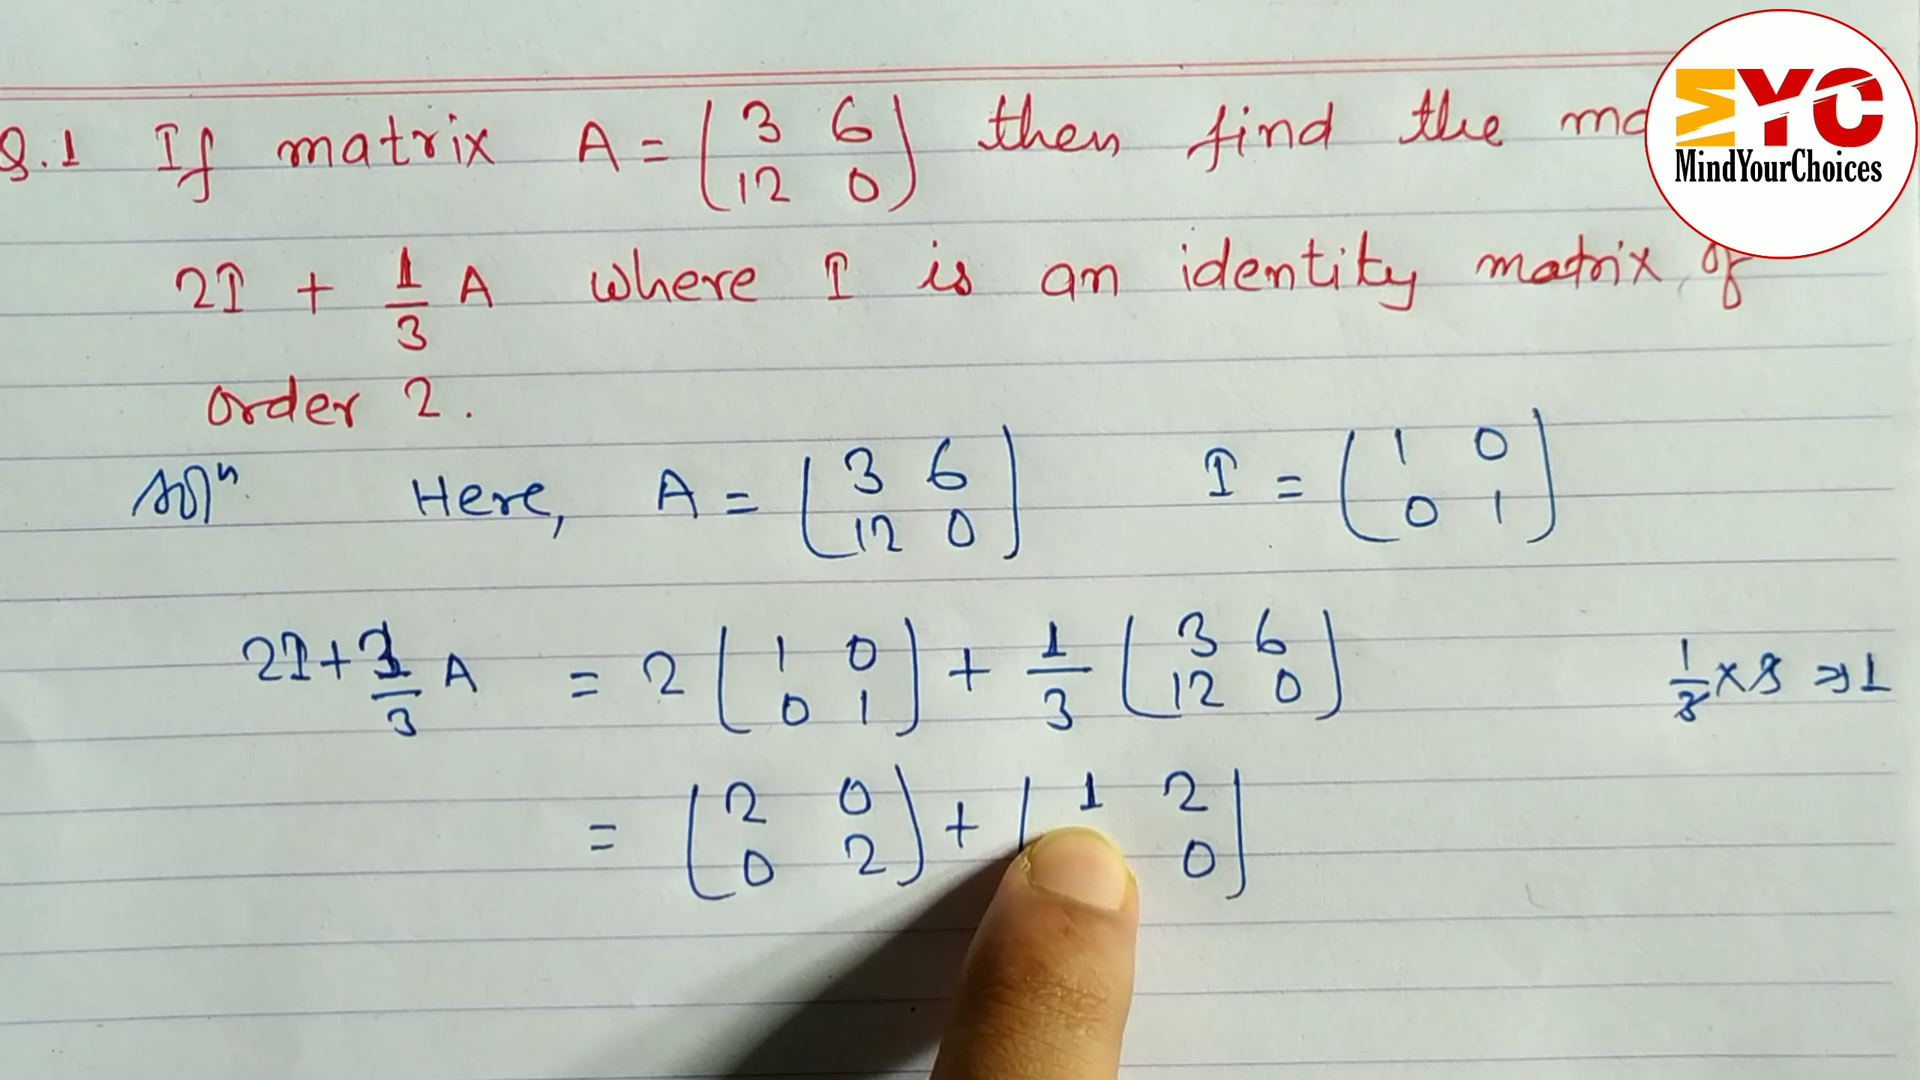 Q.1 If matrix A = (3 6 12 0) then find the
MYC
MindYourChoices
2I + 1/3 A where I is an identity matrix of
order 2.
Solⁿ. Here, A = (3 6 12 0) I = (1 0 0 1)
2I + 1/3 A = 2 (1 0 0 1) + 1/3 (3 6 12 0) 1/3 × 3 ⇒ 1
= (2 0 0 2) + (1 2 0)